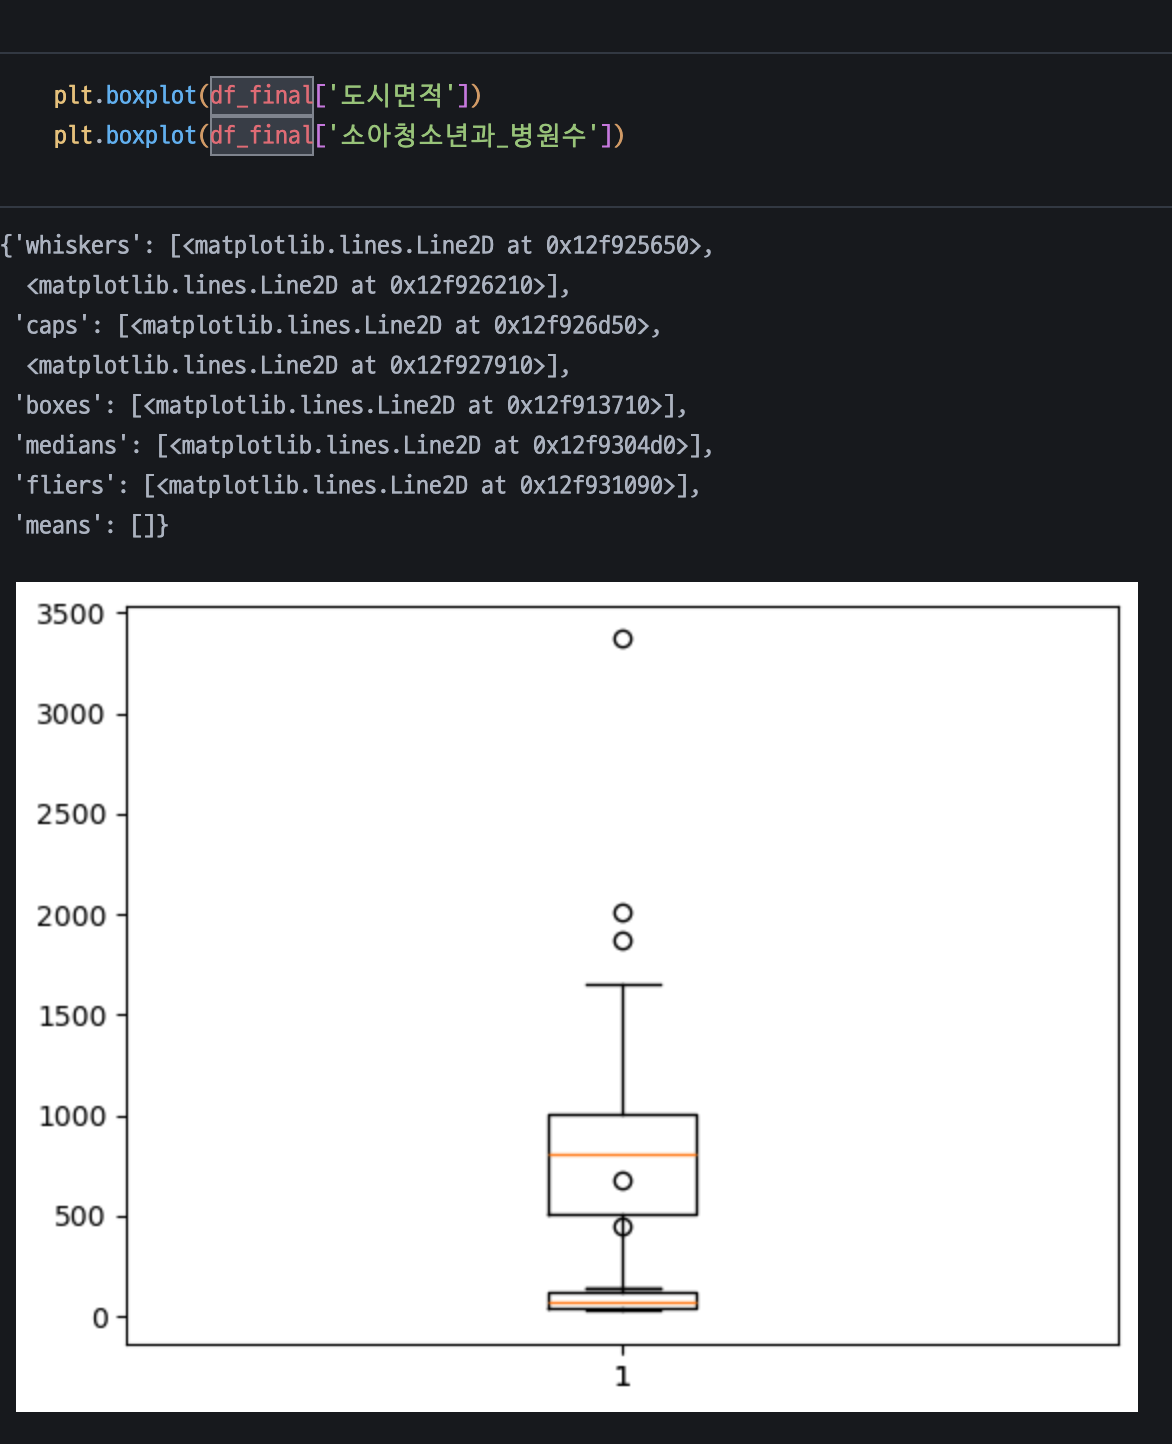 plt.boxplot(df_final['도시면적'])
plt.boxplot(df_final['소아청소년과_병원수'])
{'whiskers': [<matplotlib.lines.Line2D at 0x12f925650>,
  <matplotlib.lines.Line2D at 0x12f926210>],
 'caps': [<matplotlib.lines.Line2D at 0x12f926d50>,
  <matplotlib.lines.Line2D at 0x12f927910>],
 'boxes': [<matplotlib.lines.Line2D at 0x12f913710>],
 'medians': [<matplotlib.lines.Line2D at 0x12f9304d0>],
 'fliers': [<matplotlib.lines.Line2D at 0x12f931090>],
 'means': []}
3500
3000
2500
2000
1500
1000
500
0
1